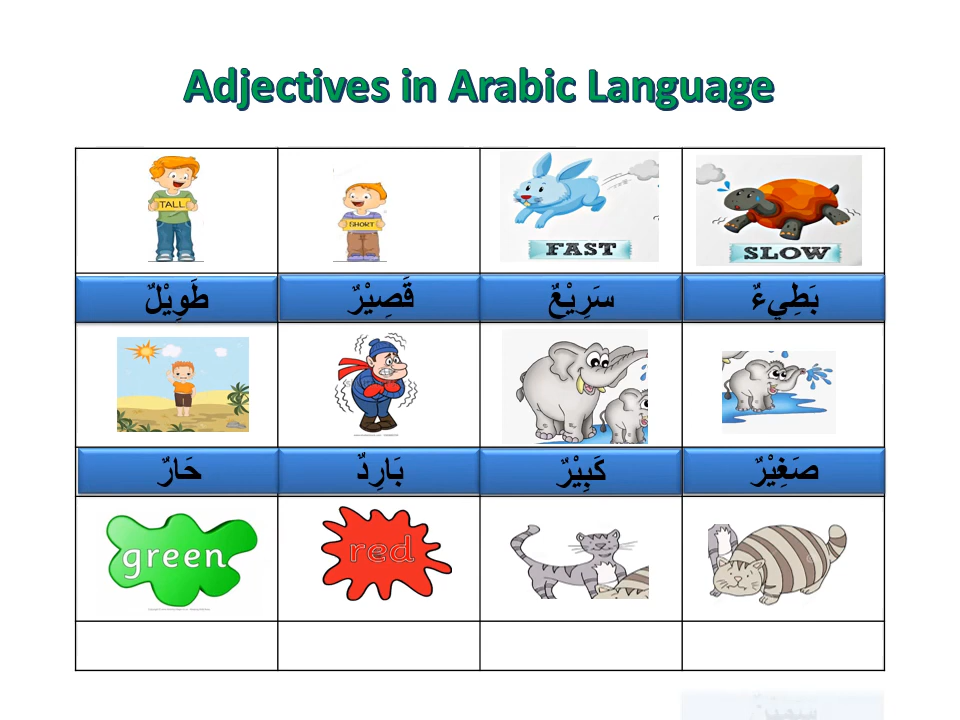 Adjectives in Arabic Language
TALL
SHORT
FAST
SLOW
طَوِيْلٌ
قَصِيْرٌ
سَرِيْعٌ
بَطِيءٌ
حَارٌ
بَارِدٌ
كَبِيْرٌ
صَغِيْرٌ
green
red